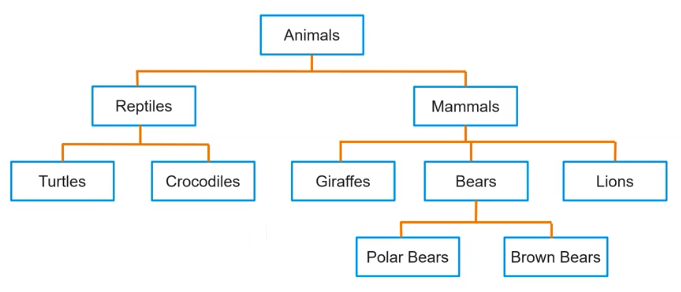 Animals
Reptiles
Mammals
Turtles
Crocodiles
Giraffes
Bears
Lions
Polar Bears
Brown Bears